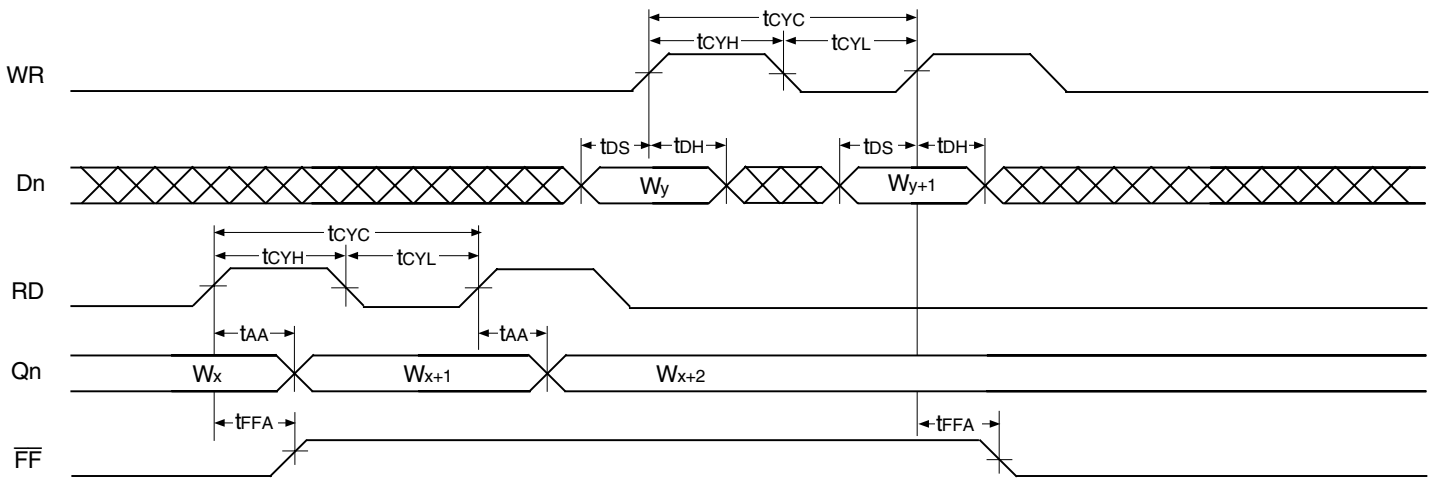 tCYC
tCYH tCYL
WR
tDS tDH tDS tDH
Dn Wy Wy+1
tCYC
tCYH tCYL
RD
tAA tAA
Qn Wx Wx+1 Wx+2
tFFA tFFA
F̅F̅